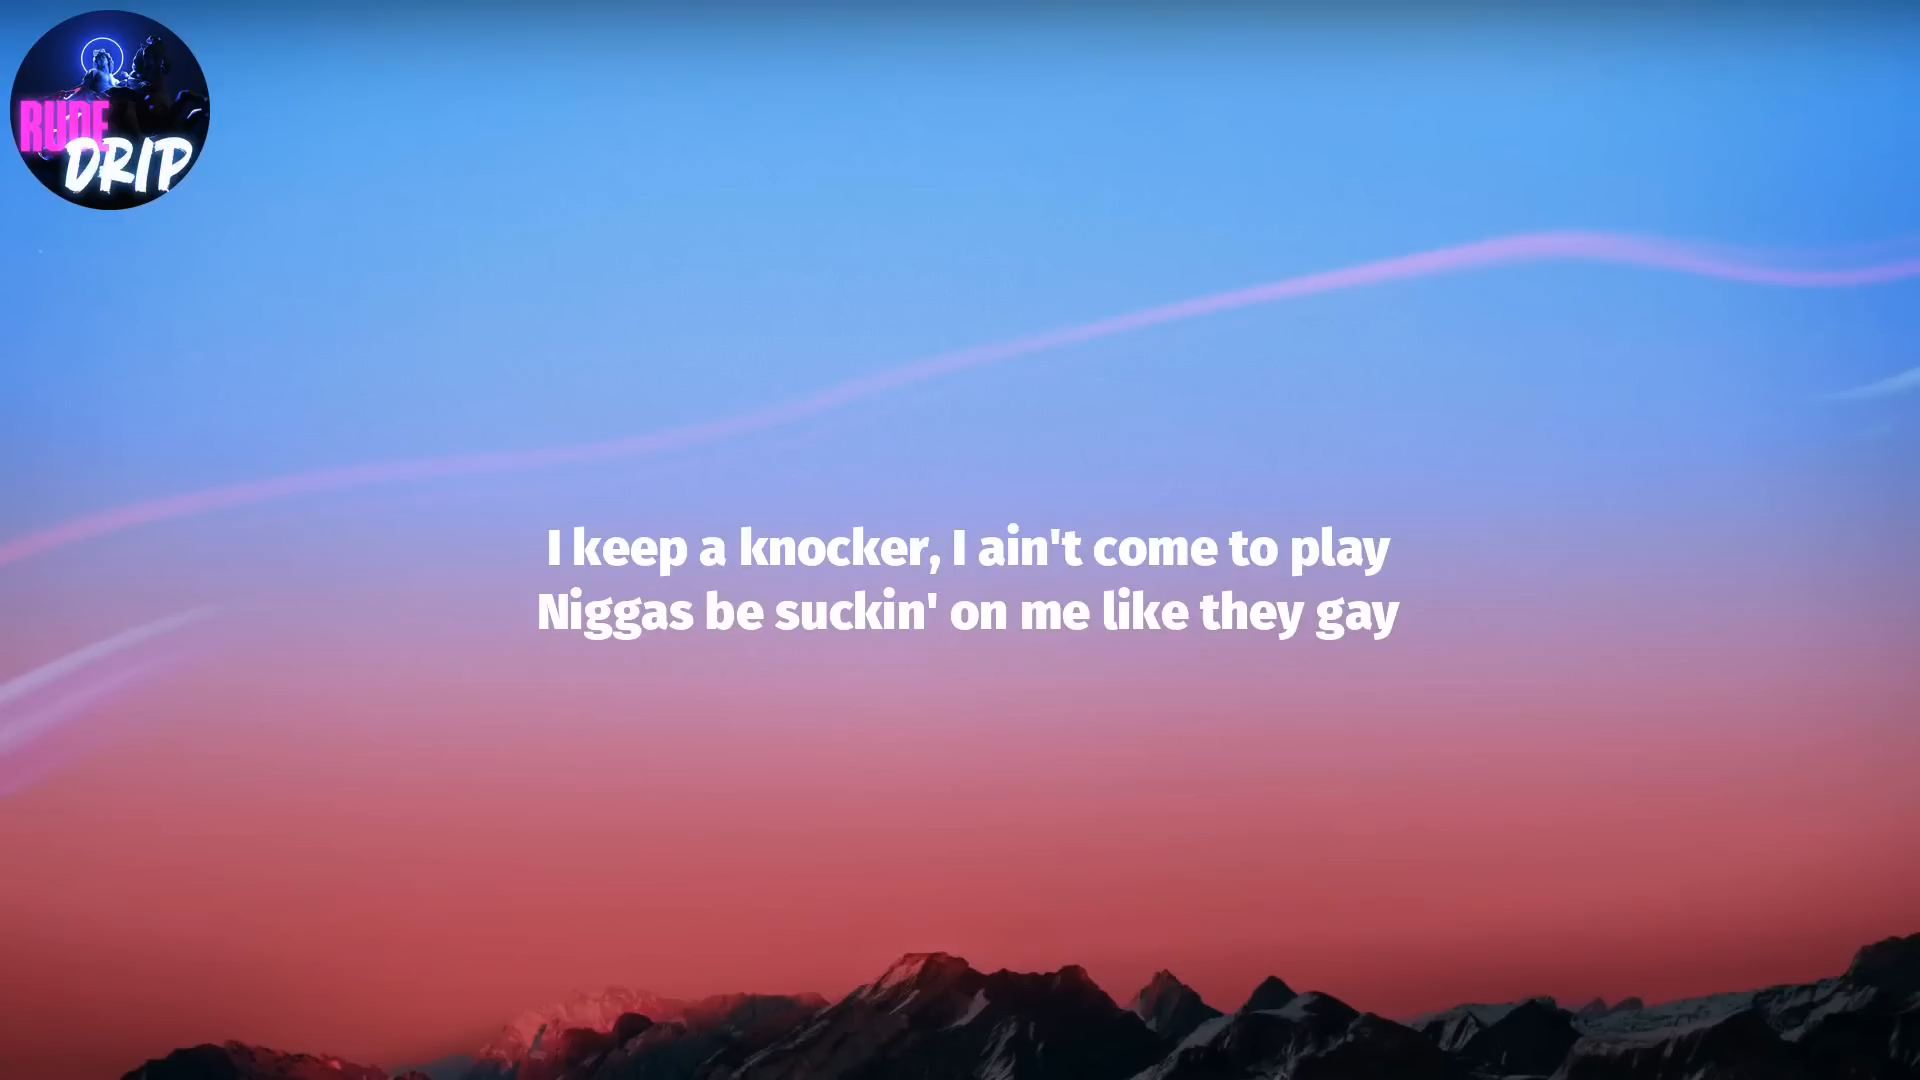 RUDE
DRIP
I keep a knocker, I ain't come to play
Niggas be suckin' on me like they gay